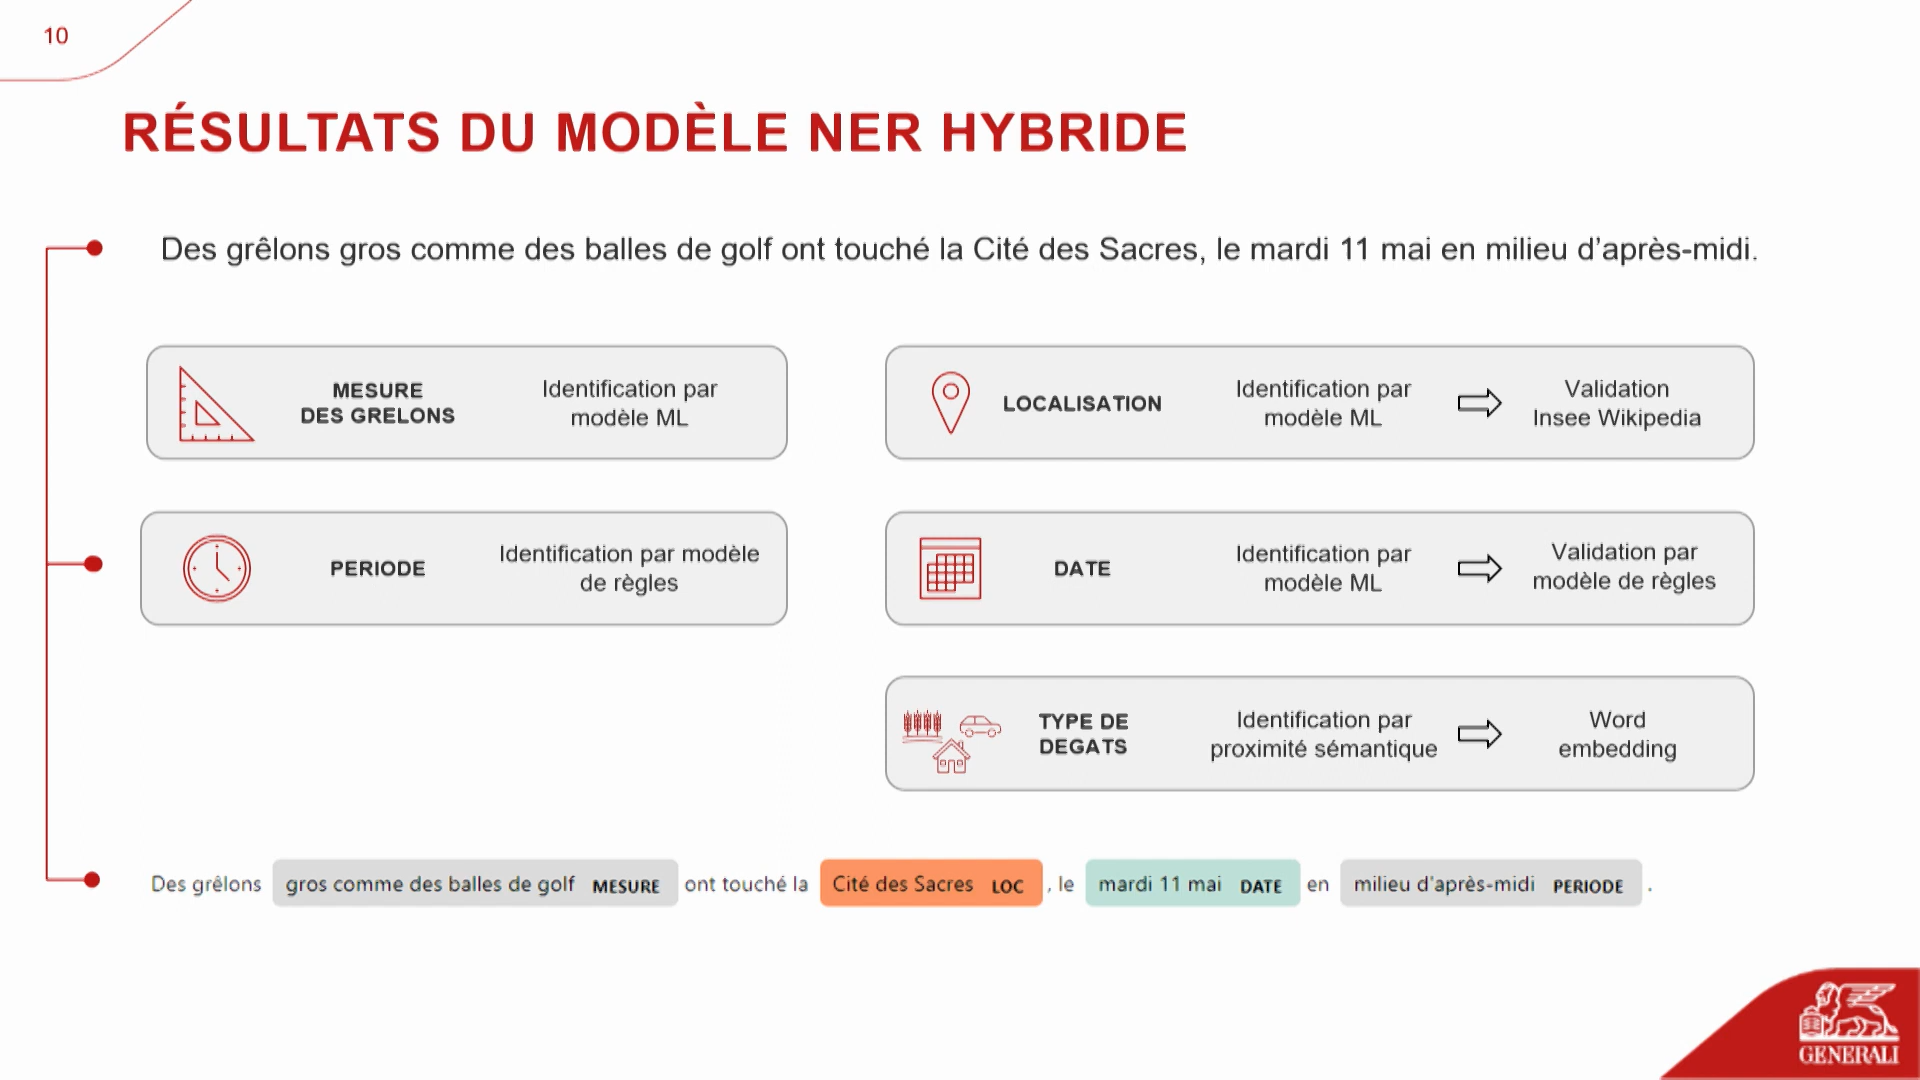 10
RÉSULTATS DU MODÈLE NER HYBRIDE
Des grêlons gros comme des balles de golf ont touché la Cité des Sacres, le mardi 11 mai en milieu d'après-midi.
MESURE
DES GRELONS
Identification par
modèle ML
LOCALISATION
Identification par
modèle ML
Validation
Insee Wikipedia
PERIODE
Identification par modèle
de règles
DATE
Identification par
modèle ML
Validation par
modèle de règles
TYPE DE
DEGATS
Identification par
proximité sémantique
Word
embedding
Des grêlons gros comme des balles de golf MESURE ont touché la Cité des Sacres LOC , le mardi 11 mai DATE en milieu d'après-midi PERIODE .
GENERALI